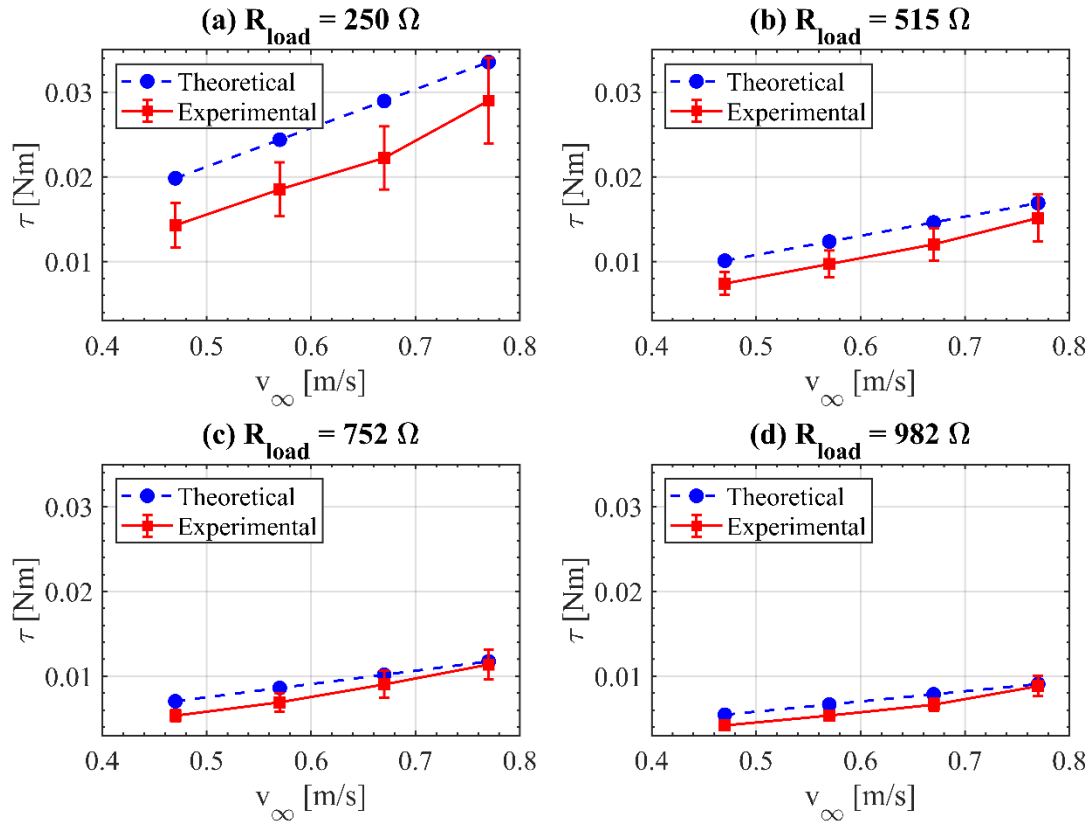 (a) R_load = 250 Ω
Theoretical
Experimental
0.03
0.02
0.01
τ [Nm]
0.4 0.5 0.6 0.7 0.8
v_∞ [m/s]
(b) R_load = 515 Ω
Theoretical
Experimental
0.03
0.02
0.01
τ [Nm]
0.4 0.5 0.6 0.7 0.8
v_∞ [m/s]
(c) R_load = 752 Ω
Theoretical
Experimental
0.03
0.02
0.01
τ [Nm]
0.4 0.5 0.6 0.7 0.8
v_∞ [m/s]
(d) R_load = 982 Ω
Theoretical
Experimental
0.03
0.02
0.01
τ [Nm]
0.4 0.5 0.6 0.7 0.8
v_∞ [m/s]